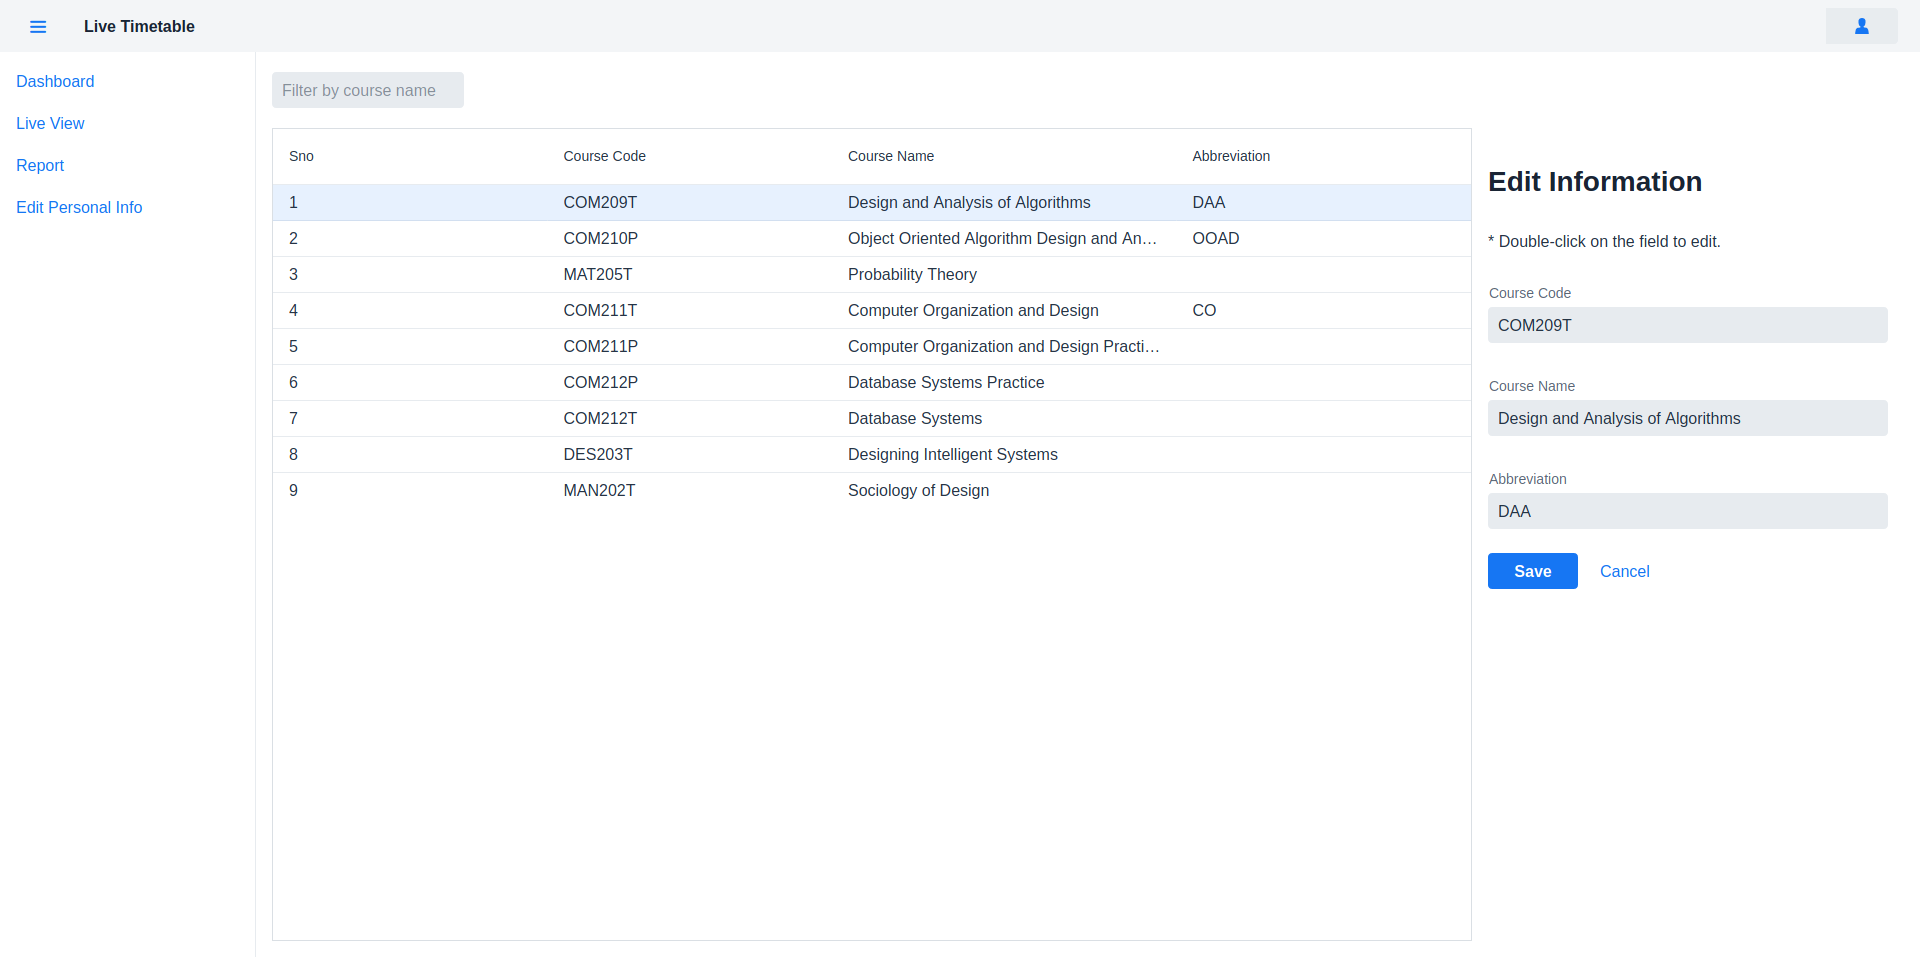 Live Timetable
Dashboard
Live View
Report
Edit Personal Info
Filter by course name
Sno Course Code Course Name Abbreviation
1 COM209T Design and Analysis of Algorithms DAA
2 COM210P Object Oriented Algorithm Design and An… OOAD
3 MAT205T Probability Theory
4 COM211T Computer Organization and Design CO
5 COM211P Computer Organization and Design Practi…
6 COM212P Database Systems Practice
7 COM212T Database Systems
8 DES203T Designing Intelligent Systems
9 MAN202T Sociology of Design
Edit Information
* Double-click on the field to edit.
Course Code
COM209T
Course Name
Design and Analysis of Algorithms
Abbreviation
DAA
Save Cancel